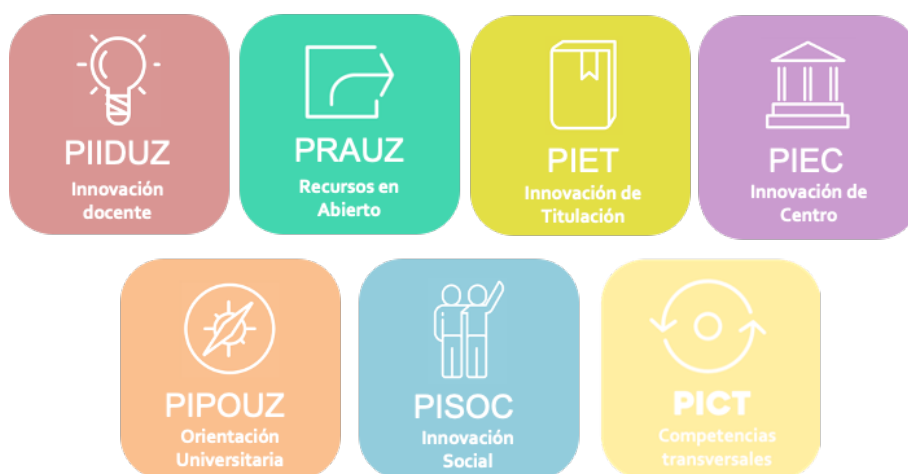 PIIDUZ
Innovación
docente
PRAUZ
Recursos en
Abierto
PIET
Innovación de
Titulación
PIEC
Innovación de
Centro
PIPOUZ
Orientación
Universitaria
PISOC
Innovación
Social
PICT
Competencias
transversales